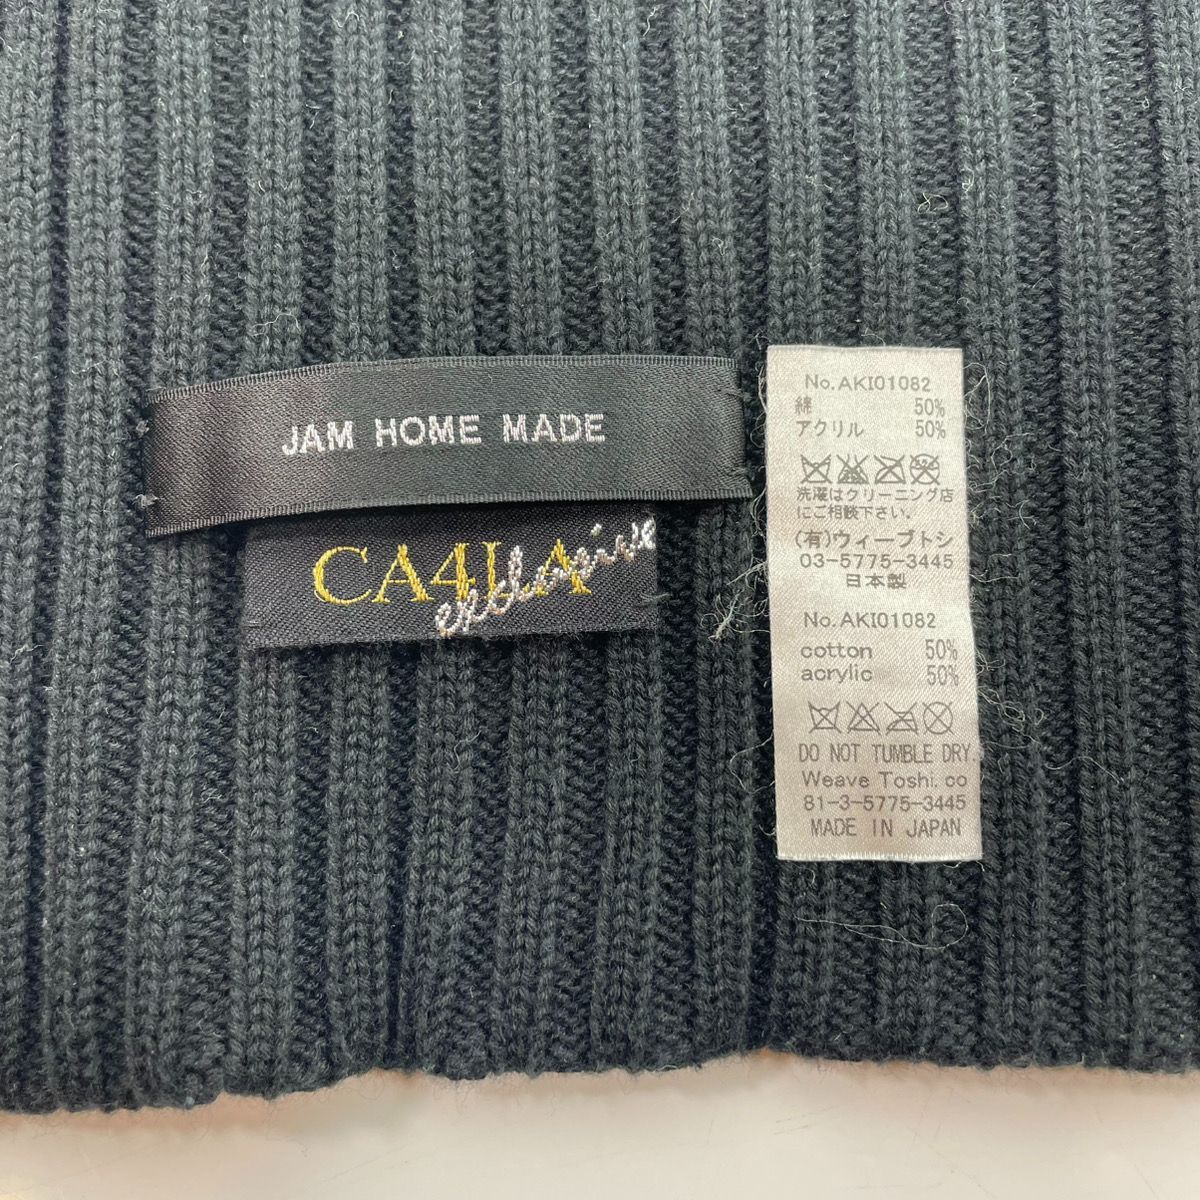 JAM HOME MADE
CA4LA
exclusive
No.AKI01082
綿 50%
アクリル 50%
洗濯はクリーニング店
にご相談下さい。
(有)ウィーブトシ
03-5775-3445
日本製
No.AKI01082
cotton 50%
acrylic 50%
DO NOT TUMBLE DRY.
Weave Toshi.co
81-3-5775-3445
MADE IN JAPAN